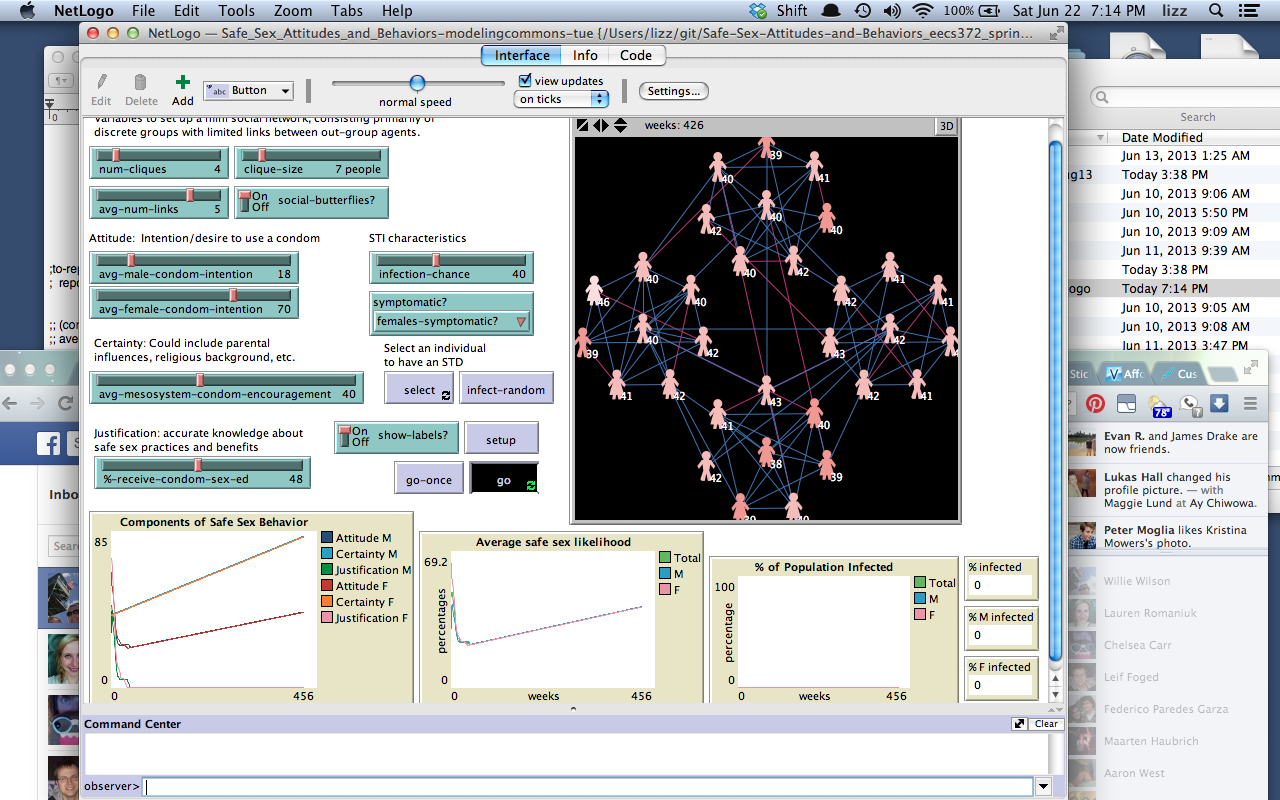 NetLogo File Edit Tools Zoom Tabs Help
Shift 100% Sat Jun 22 7:14 PM lizz
NetLogo — Safe_Sex_Attitudes_and_Behaviors-modelingcommons-tue {/Users/lizz/git/Safe-Sex-Attitudes-and-Behaviors_eecs372_sprin...
Interface Info Code
Edit Delete Add
abc Button
normal speed
view updates
on ticks
Settings...
discrete groups with limited links between out-group agents.
num-cliques 4
clique-size 7 people
avg-num-links 5
On
Off
social-butterflies?
Attitude: Intention/desire to use a condom
avg-male-condom-intention 18
avg-female-condom-intention 70
STI characteristics
infection-chance 40
symptomatic?
females-symptomatic?
Certainty: Could include parental
influences, religious background, etc.
avg-mesosystem-condom-encouragement 40
Select an individual
to have an STD
select
infect-random
Justification: accurate knowledge about
safe sex practices and benefits
%-receive-condom-sex-ed 48
On
Off
show-labels?
setup
go-once
go
weeks: 426
3D
39
40
41
40
42
40
40
42
40
46
40
40
39
42
41
42
41
42
41
42
43
42
41
43
41
40
38
42
39
40
Components of Safe Sex Behavior
85
0
0
456
Attitude M
Certainty M
Justification M
Attitude F
Certainty F
Justification F
Average safe sex likelihood
69.2
percentages
0
0
weeks
456
Total
M
F
% of Population Infected
100
percentage
0
0
weeks
456
Total
M
F
% infected
0
% M infected
0
% F infected
0
Command Center
Clear
observer>
;to-rep
; repo
;; (con
;; ave
Inbo
Sear
Search
Date Modified
Jun 13, 2013 1:25 AM
Today 3:38 PM
Jun 10, 2013 9:06 AM
Jun 10, 2013 5:50 PM
Jun 10, 2013 9:09 AM
Jun 11, 2013 9:39 AM
Today 3:38 PM
Today 7:14 PM
Jun 10, 2013 9:05 AM
Jun 10, 2013 9:08 AM
Jun 11, 2013 3:47 PM
ug13
logo
Stic
Affo
Cus
78°
7
Evan R. and James Drake are
now friends.
Lukas Hall changed his
profile picture. — with
Maggie Lund at Ay Chiwowa.
Peter Moglia likes Kristina
Mowers's photo.
Willie Wilson
Lauren Romaniuk
Chelsea Carr
Leif Foged
Federico Paredes Garza
Maarten Haubrich
Aaron West